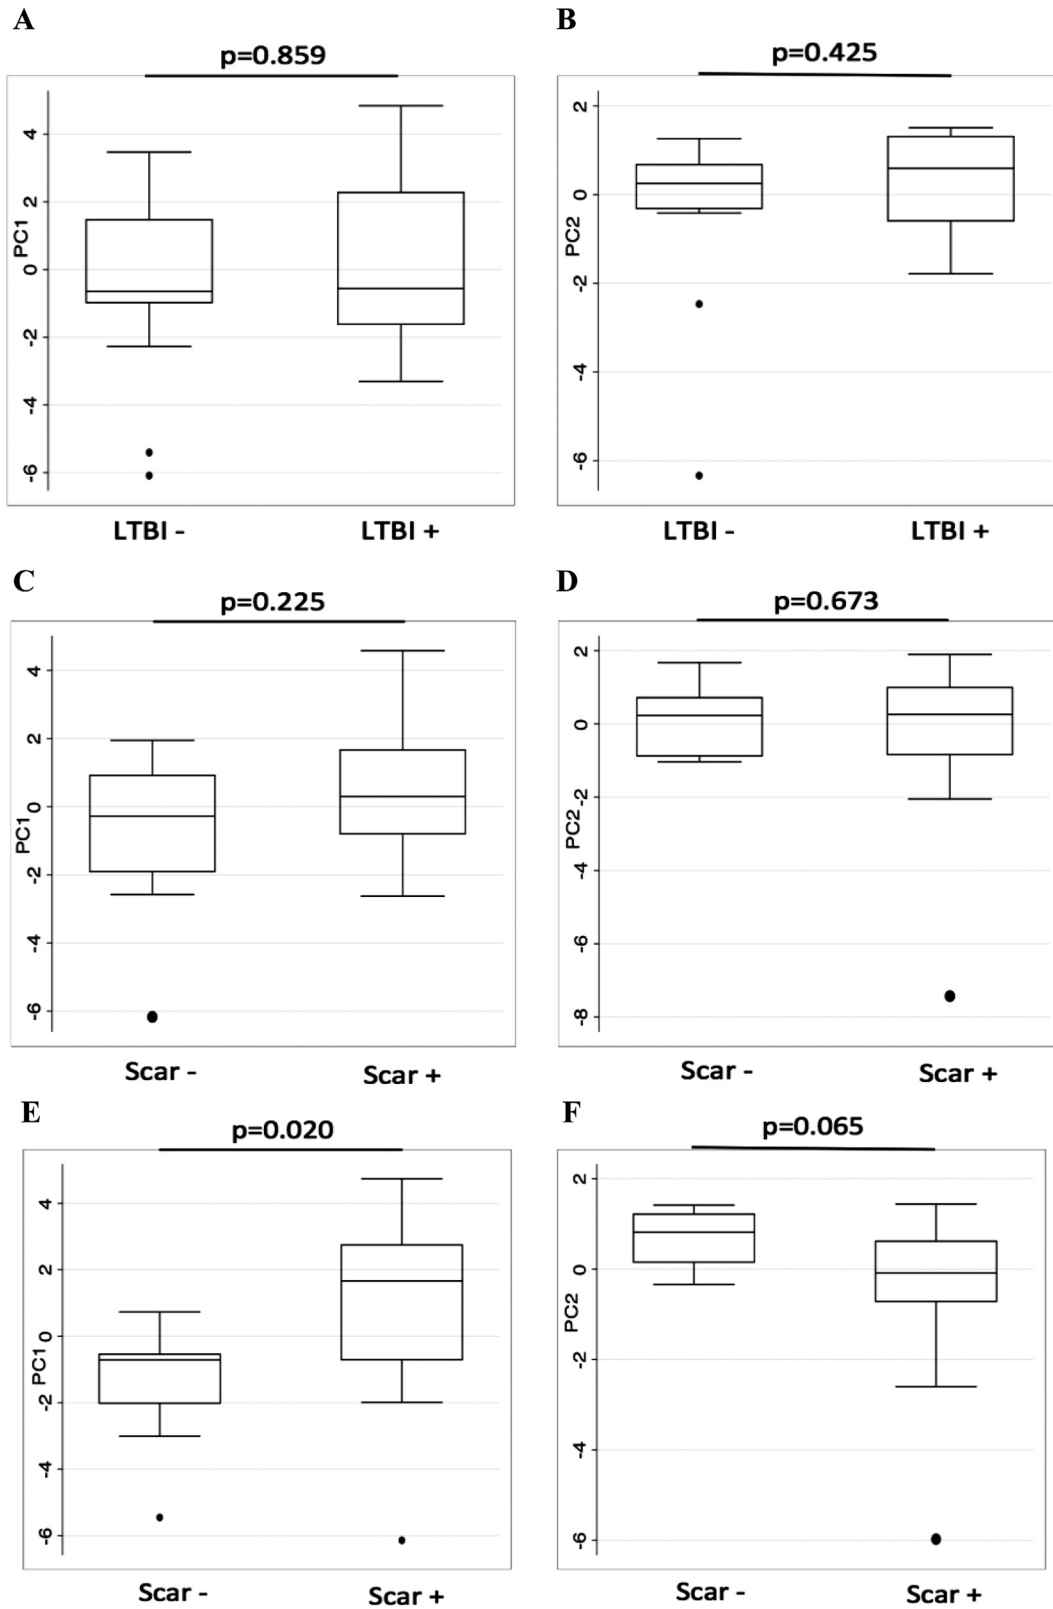 A
p=0.859
PC1
4
2
0
-2
-4
-6
LTBI -
LTBI +
B
p=0.425
PC2
2
0
-2
-4
-6
LTBI -
LTBI +
C
p=0.225
PC1
4
2
0
-2
-4
-6
Scar -
Scar +
D
p=0.673
PC2
2
0
-2
-4
-6
-8
Scar -
Scar +
E
p=0.020
PC1
4
2
0
-2
-4
-6
Scar -
Scar +
F
p=0.065
PC2
2
0
-2
-4
-6
Scar -
Scar +